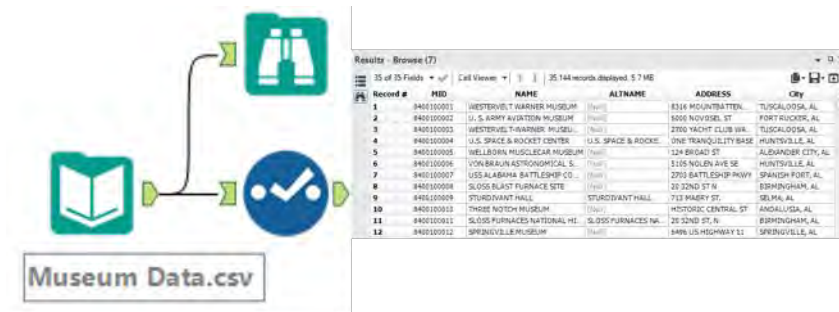 Museum Data.csv
Results - Browse (7)
35 of 35 Fields Cell Viewer 35,144 records displayed, 5.7 MB
Record # MID NAME ALTNAME ADDRESS City
1 8400100001 WESTERVELT WARNER MUSEUM [Null] 8316 MOUNTBATTEN... TUSCALOOSA, AL
2 8400100002 U. S. ARMY AVIATION MUSEUM [Null] 6000 NOVOSEL ST FORT RUCKER, AL
3 8400100003 WESTERVELT-WARNER MUSEU... [Null] 2700 YACHT CLUB WA... TUSCALOOSA, AL
4 8400100004 U.S. SPACE & ROCKET CENTER U.S. SPACE & ROCKE... ONE TRANQUILITY BASE HUNTSVILLE, AL
5 8400100005 WELLBORN MUSCLECAR MUSEUM [Null] 124 BROAD ST ALEXANDER CITY, AL
6 8400100006 VON BRAUN ASTRONOMICAL S... [Null] 5105 NOLEN AVE SE HUNTSVILLE, AL
7 8400100007 USS ALABAMA BATTLESHIP CO... [Null] 2703 BATTLESHIP PKWY SPANISH FORT, AL
8 8400100008 SLOSS BLAST FURNACE SITE [Null] 20 32ND ST N BIRMINGHAM, AL
9 8400100009 STURDIVANT HALL STURDIVANT HALL 713 MABRY ST. SELMA, AL
10 8400100010 THREE NOTCH MUSEUM [Null] HISTORIC CENTRAL ST ANDALUSIA, AL
11 8400100011 SLOSS FURNACES NATIONAL HI... SLOSS FURNACES NA... 20 32ND ST, N BIRMINGHAM, AL
12 8400100012 SPRINGVILLE MUSEUM [Null] 6496 US HIGHWAY 11 SPRINGVILLE, AL